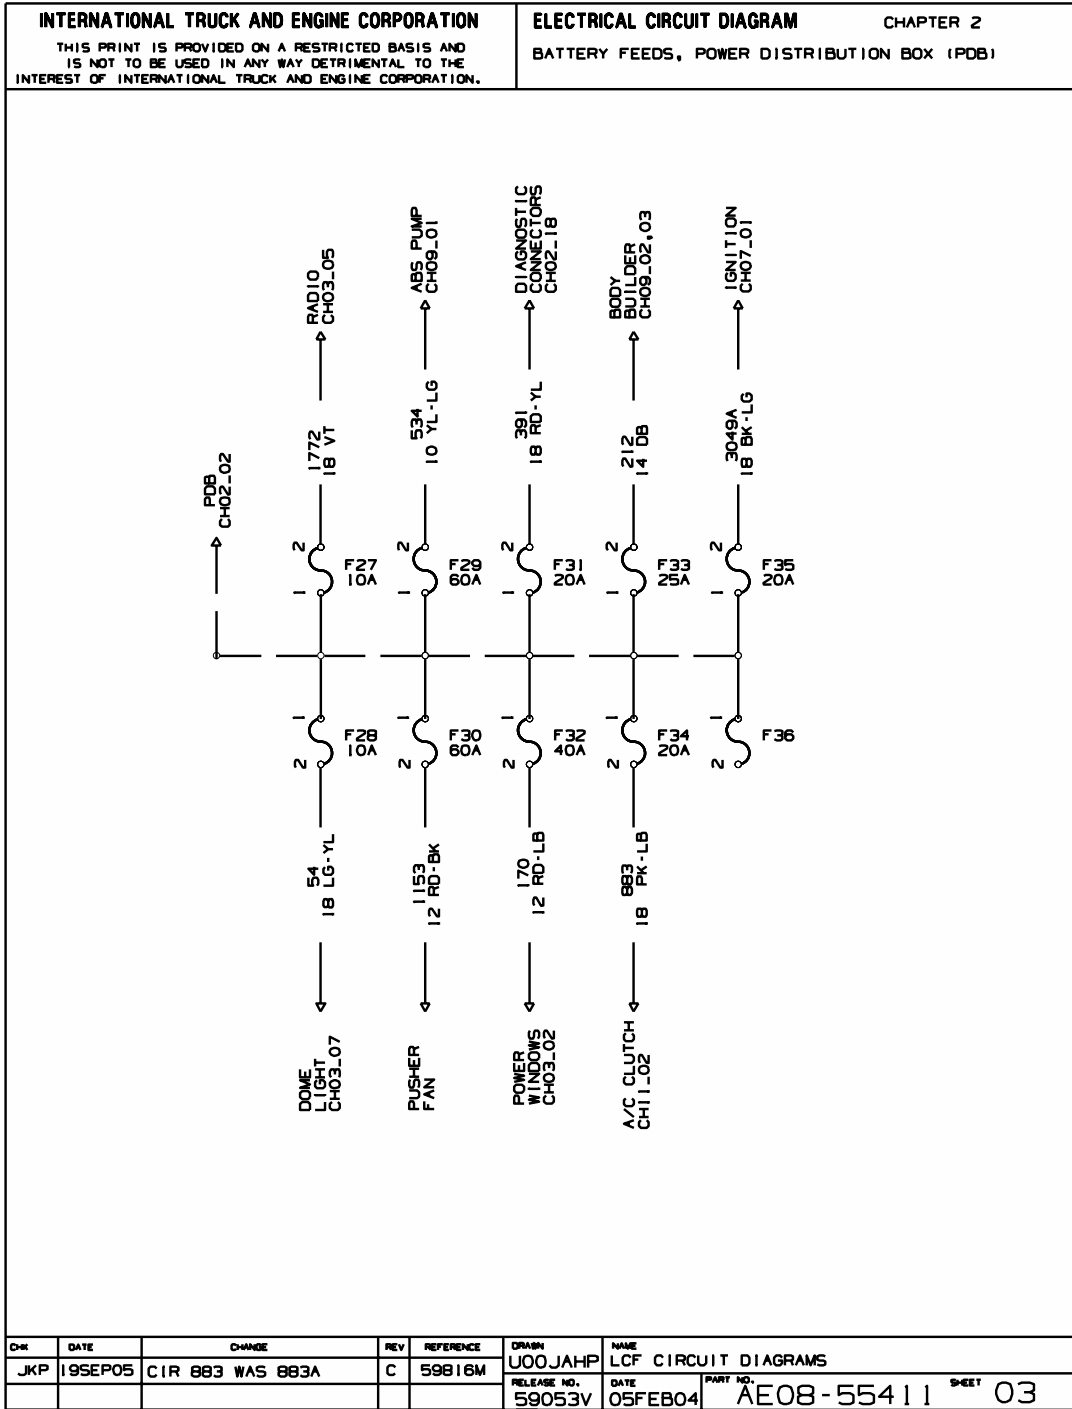 INTERNATIONAL TRUCK AND ENGINE CORPORATION
THIS PRINT IS PROVIDED ON A RESTRICTED BASIS AND
IS NOT TO BE USED IN ANY WAY DETRIMENTAL TO THE
INTEREST OF INTERNATIONAL TRUCK AND ENGINE CORPORATION.
ELECTRICAL CIRCUIT DIAGRAM CHAPTER 2
BATTERY FEEDS, POWER DISTRIBUTION BOX (PDB)
PDB
CH02_02
RADIO
CH03_05
ABS PUMP
CH09_01
DIAGNOSTIC
CONNECTORS
CH02_18
BODY
BUILDER
CH09_02,03
IGNITION
CH07_01
1772
18 VT
534
10 YL-LG
391
18 RD-YL
212
14 DB
3049A
18 BK-LG
2 2 2 2 2
F27
10A
F29
60A
F31
20A
F33
25A
F35
20A
1 1 1 1 1
1 1 1 1 1
F28
10A
F30
60A
F32
40A
F34
20A
F36
2 2 2 2 2
54
18 LG-YL
1153
12 RD-BK
170
12 RD-LB
883
18 PK-LB
DOME
LIGHT
CH03_07
PUSHER
FAN
POWER
WINDOWS
CH03_02
A/C CLUTCH
CH11_02
CHK DATE CHANGE REV REFERENCE
JKP 19SEP05 CIR 883 WAS 883A C 59816M
DRAWN
U00JAHP
NAME
LCF CIRCUIT DIAGRAMS
RELEASE NO.
59053V
DATE
05FEB04
PART NO.
AE08-55411
SHEET 03